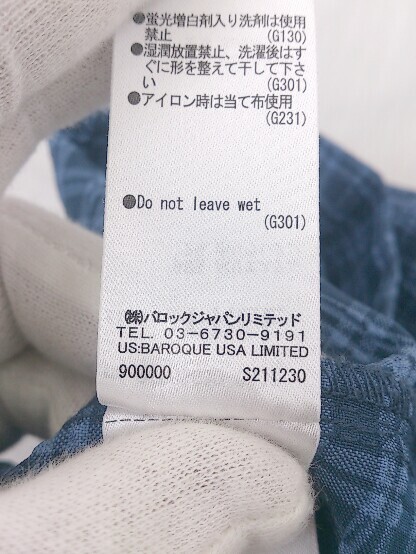 ●蛍光増白剤入り洗剤は使用
禁止 (G130)
●湿潤放置禁止、洗濯後はす
ぐに形を整えて干して下さ
い (G301)
●アイロン時は当て布使用
(G231)
●Do not leave wet
(G301)
㈱バロックジャパンリミテッド
TEL. 03-6730-9191
US:BAROQUE USA LIMITED
900000 S211230